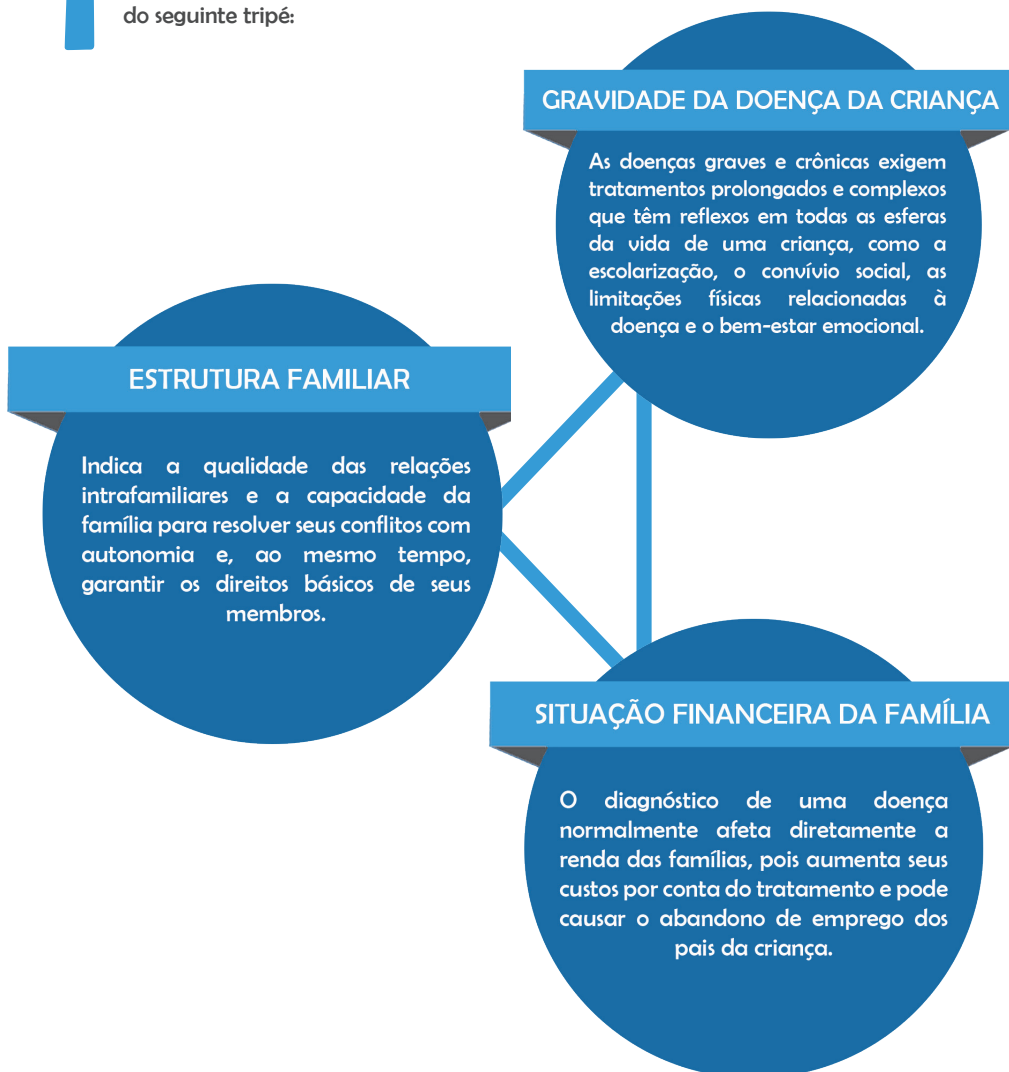 do seguinte tripé:
GRAVIDADE DA DOENÇA DA CRIANÇA
As doenças graves e crônicas exigem
tratamentos prolongados e complexos
que têm reflexos em todas as esferas
da vida de uma criança, como a
escolarização, o convívio social, as
limitações físicas relacionadas à
doença e o bem-estar emocional.
ESTRUTURA FAMILIAR
Indica a qualidade das relações
intrafamiliares e a capacidade da
família para resolver seus conflitos com
autonomia e, ao mesmo tempo,
garantir os direitos básicos de seus
membros.
SITUAÇÃO FINANCEIRA DA FAMÍLIA
O diagnóstico de uma doença
normalmente afeta diretamente a
renda das famílias, pois aumenta seus
custos por conta do tratamento e pode
causar o abandono de emprego dos
pais da criança.